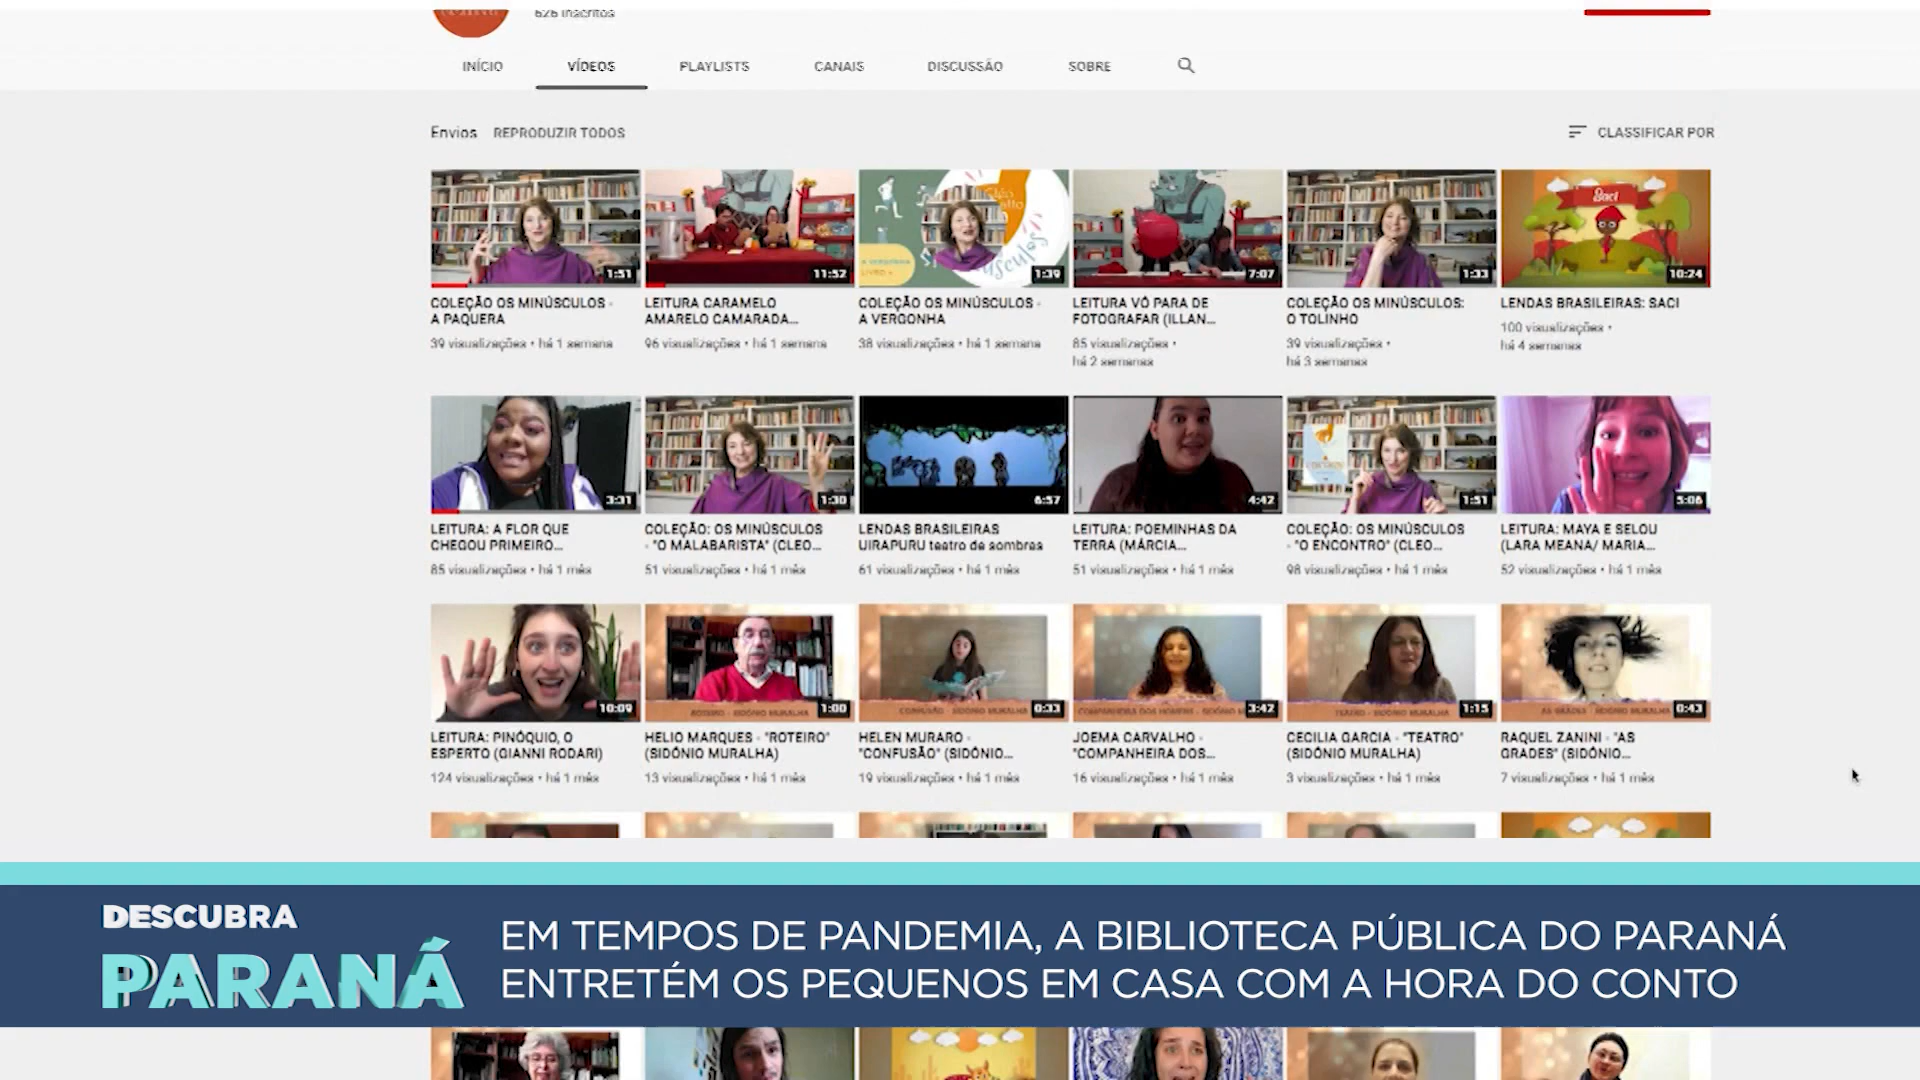 626 inscritos
INÍCIO VÍDEOS PLAYLISTS CANAIS DISCUSSÃO SOBRE
Envios REPRODUZIR TODOS CLASSIFICAR POR
Saci
1:51 11:52 1:39 7:07 1:33 10:24
COLEÇÃO OS MINÚSCULOS - A PAQUERA
39 visualizações • há 1 semana
LEITURA CARAMELO AMARELO CAMARADA...
96 visualizações • há 1 semana
COLEÇÃO OS MINÚSCULOS - A VERGONHA
38 visualizações • há 1 semana
LEITURA VÓ PARA DE FOTOGRAFAR (ILLAN...
85 visualizações •
há 2 semanas
COLEÇÃO OS MINÚSCULOS: O TOLINHO
39 visualizações •
há 3 semanas
LENDAS BRASILEIRAS: SACI
100 visualizações •
há 4 semanas
3:31 1:30 6:57 4:42 1:51 5:06
LEITURA: A FLOR QUE CHEGOU PRIMEIRO...
85 visualizações • há 1 mês
COLEÇÃO: OS MINÚSCULOS - "O MALABARISTA" (CLEO...
51 visualizações • há 1 mês
LENDAS BRASILEIRAS UIRAPURU teatro de sombras
61 visualizações • há 1 mês
LEITURA: POEMINHAS DA TERRA (MÁRCIA...
51 visualizações • há 1 mês
COLEÇÃO: OS MINÚSCULOS - "O ENCONTRO" (CLEO...
98 visualizações • há 1 mês
LEITURA: MAYA E SELOU (LARA MEANA/ MARIA...
52 visualizações • há 1 mês
10:09 1:00 0:33 3:42 1:15 0:43
LEITURA: PINÓQUIO, O ESPERTO (GIANNI RODARI)
124 visualizações • há 1 mês
HELIO MARQUES - "ROTEIRO" (SIDÓNIO MURALHA)
13 visualizações • há 1 mês
HELEN MURARO - "CONFUSÃO" (SIDÓNIO...
19 visualizações • há 1 mês
JOEMA CARVALHO - "COMPANHEIRA DOS...
16 visualizações • há 1 mês
CECILIA GARCIA - "TEATRO" (SIDÓNIO MURALHA)
3 visualizações • há 1 mês
RAQUEL ZANINI - "AS GRADES" (SIDÓNIO...
7 visualizações • há 1 mês
DESCUBRA
PARANÁ
EM TEMPOS DE PANDEMIA, A BIBLIOTECA PÚBLICA DO PARANÁ
ENTRETÉM OS PEQUENOS EM CASA COM A HORA DO CONTO